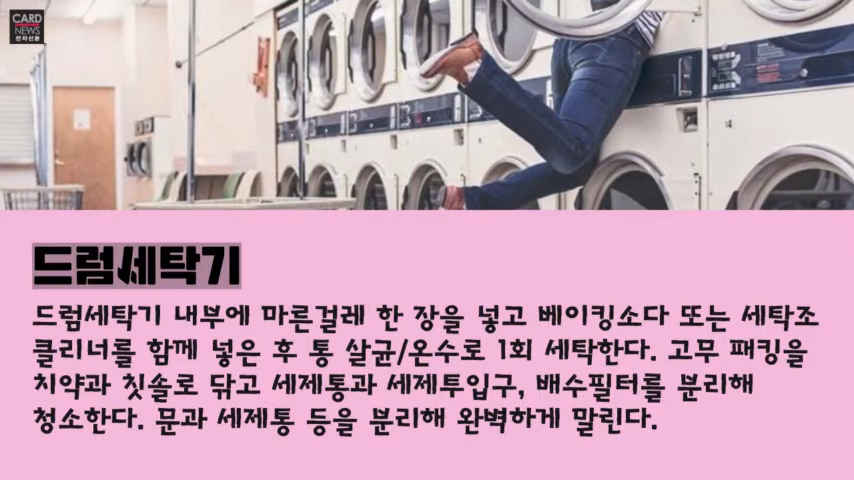 CARD
NEWS
전자신문
드럼세탁기
드럼세탁기 내부에 마른걸레 한 장을 넣고 베이킹소다 또는 세탁조
클리너를 함께 넣은 후 통 살균/온수로 1회 세탁한다. 고무 패킹을
치약과 칫솔로 닦고 세제통과 세제투입구, 배수필터를 분리해
청소한다. 문과 세제통 등을 분리해 완벽하게 말린다.